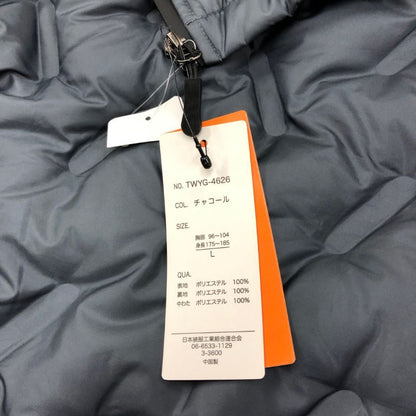 NO. TWYG-4626
COL. チャコール
SIZE.
胸囲 96～104
身長 175～185
L
QUA.
表地 ポリエステル 100%
裏地 ポリエステル 100%
中わた ポリエステル 100%
日本絨服工業組合連合会
06-6533-1129
3-3600
中国製